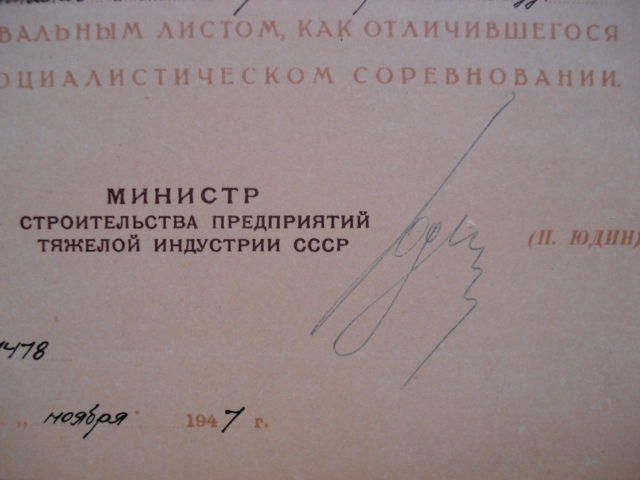 ВАЛЬНЫМ ЛИСТОМ, КАК ОТЛИЧИВШЕГОСЯ
ОЦИАЛИСТИЧЕСКОМ СОРЕВНОВАНИИ.
МИНИСТР
СТРОИТЕЛЬСТВА ПРЕДПРИЯТИЙ
ТЯЖЕЛОЙ ИНДУСТРИИ СССР
(П. ЮДИН)
1478
„ ноября 1947 г.